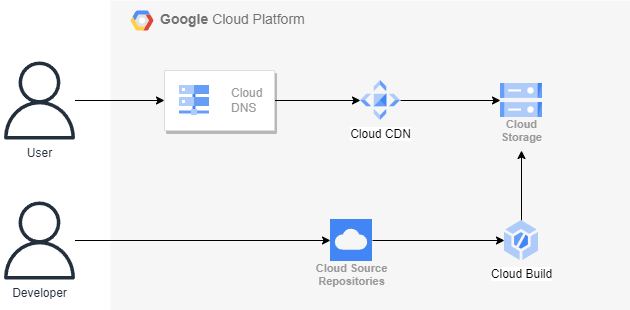 Google Cloud Platform
Cloud
DNS
Cloud CDN
Cloud
Storage
User
Cloud Source
Repositories
Cloud Build
Developer